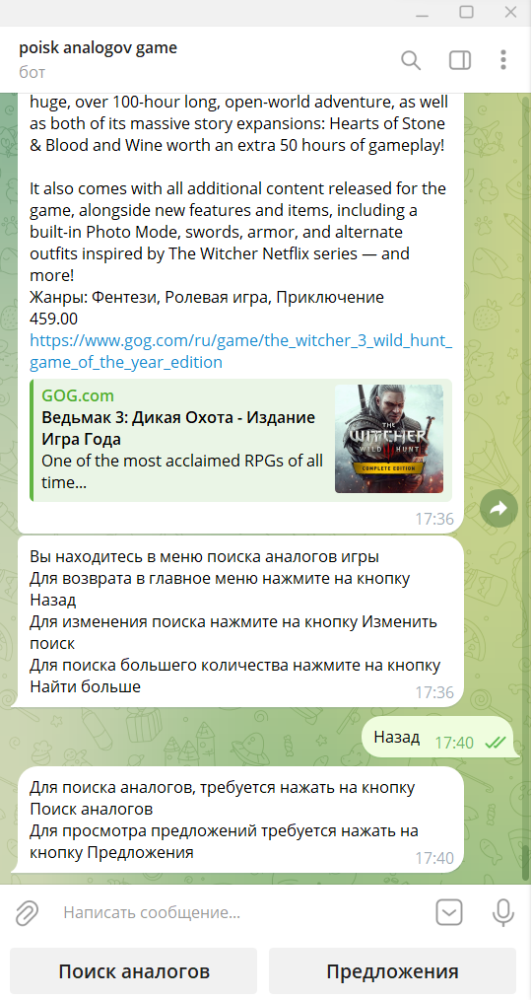 poisk analogov game
бот
huge, over 100-hour long, open-world adventure, as well
as both of its massive story expansions: Hearts of Stone
& Blood and Wine worth an extra 50 hours of gameplay!
It also comes with all additional content released for the
game, alongside new features and items, including a
built-in Photo Mode, swords, armor, and alternate
outfits inspired by The Witcher Netflix series — and
more!
Жанры: Фентези, Ролевая игра, Приключение
459.00
https://www.gog.com/ru/game/the_witcher_3_wild_hunt_
game_of_the_year_edition
GOG.com
Ведьмак 3: Дикая Охота - Издание
Игра Года
One of the most acclaimed RPGs of all
time...
THE
WITCHER
WILD HUNT
COMPLETE EDITION
17:36
Вы находитесь в меню поиска аналогов игры
Для возврата в главное меню нажмите на кнопку
Назад
Для изменения поиска нажмите на кнопку Изменить
поиск
Для поиска большего количества нажмите на кнопку
Найти больше
17:36
Назад 17:40
Для поиска аналогов, требуется нажать на кнопку
Поиск аналогов
Для просмотра предложений требуется нажать на
кнопку Предложения
17:40
Написать сообщение...
Поиск аналогов
Предложения